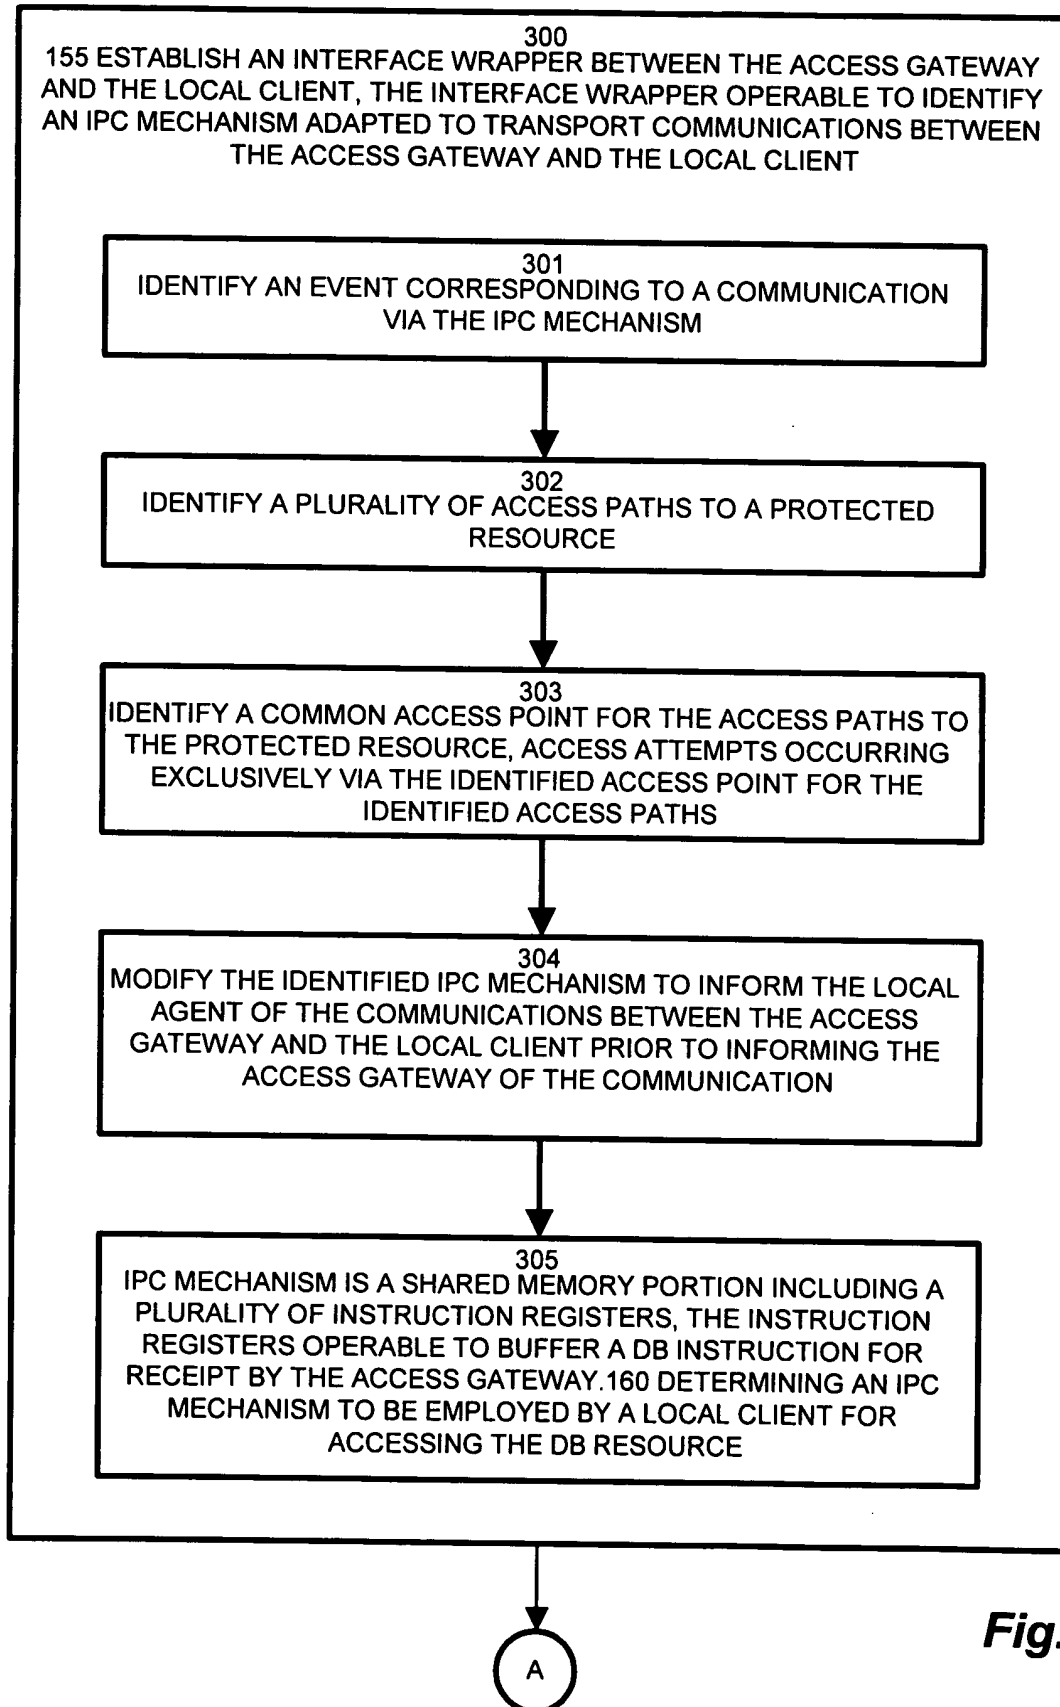 300
155 ESTABLISH AN INTERFACE WRAPPER BETWEEN THE ACCESS GATEWAY
AND THE LOCAL CLIENT, THE INTERFACE WRAPPER OPERABLE TO IDENTIFY
AN IPC MECHANISM ADAPTED TO TRANSPORT COMMUNICATIONS BETWEEN
THE ACCESS GATEWAY AND THE LOCAL CLIENT
301
IDENTIFY AN EVENT CORRESPONDING TO A COMMUNICATION
VIA THE IPC MECHANISM
302
IDENTIFY A PLURALITY OF ACCESS PATHS TO A PROTECTED
RESOURCE
303
IDENTIFY A COMMON ACCESS POINT FOR THE ACCESS PATHS TO
THE PROTECTED RESOURCE, ACCESS ATTEMPTS OCCURRING
EXCLUSIVELY VIA THE IDENTIFIED ACCESS POINT FOR THE
IDENTIFIED ACCESS PATHS
304
MODIFY THE IDENTIFIED IPC MECHANISM TO INFORM THE LOCAL
AGENT OF THE COMMUNICATIONS BETWEEN THE ACCESS
GATEWAY AND THE LOCAL CLIENT PRIOR TO INFORMING THE
ACCESS GATEWAY OF THE COMMUNICATION
305
IPC MECHANISM IS A SHARED MEMORY PORTION INCLUDING A
PLURALITY OF INSTRUCTION REGISTERS, THE INSTRUCTION
REGISTERS OPERABLE TO BUFFER A DB INSTRUCTION FOR
RECEIPT BY THE ACCESS GATEWAY.160 DETERMINING AN IPC
MECHANISM TO BE EMPLOYED BY A LOCAL CLIENT FOR
ACCESSING THE DB RESOURCE
Fig.
A